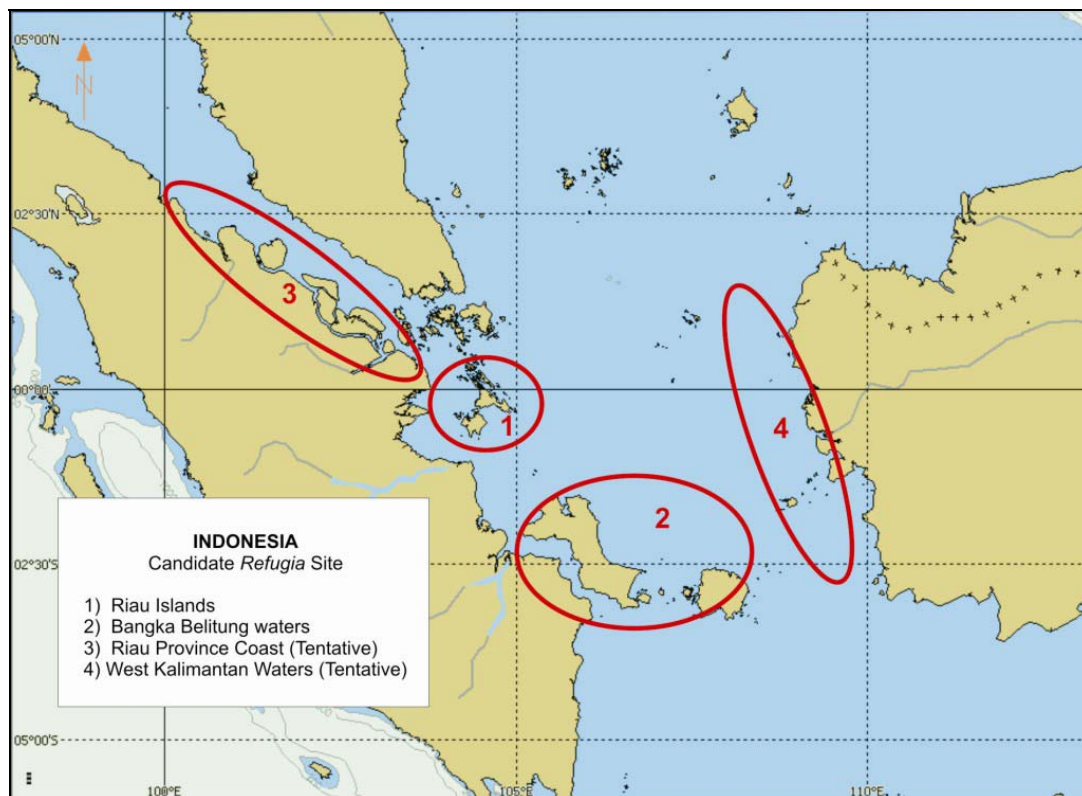 05°00'N
N
02°30'N
3
00°00'
1
4
2
INDONESIA
Candidate Refugia Site
1) Riau Islands
2) Bangka Belitung waters
3) Riau Province Coast (Tentative)
4) West Kalimantan Waters (Tentative)
02°30'S
05°00'S
100°E
105°E
110°E